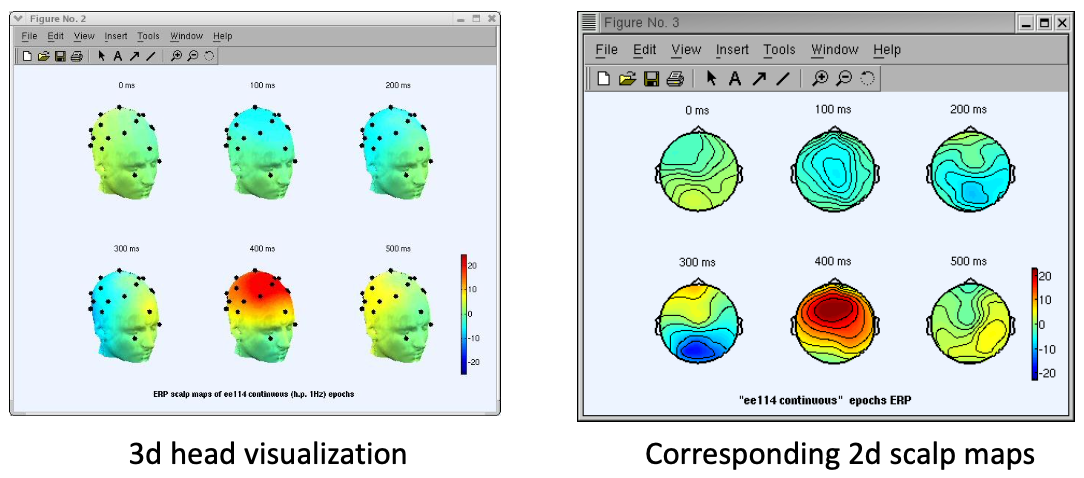 Figure No. 2
File Edit View Insert Tools Window Help
A
0 ms 100 ms 200 ms
300 ms 400 ms 500 ms
20
10
0
-10
-20
ERP scalp maps of ee114 continuous (h.p. 1Hz) epochs
3d head visualization
Figure No. 3
File Edit View Insert Tools Window Help
A
0 ms 100 ms 200 ms
300 ms 400 ms 500 ms
20
10
0
-10
-20
"ee114 continuous" epochs ERP
Corresponding 2d scalp maps